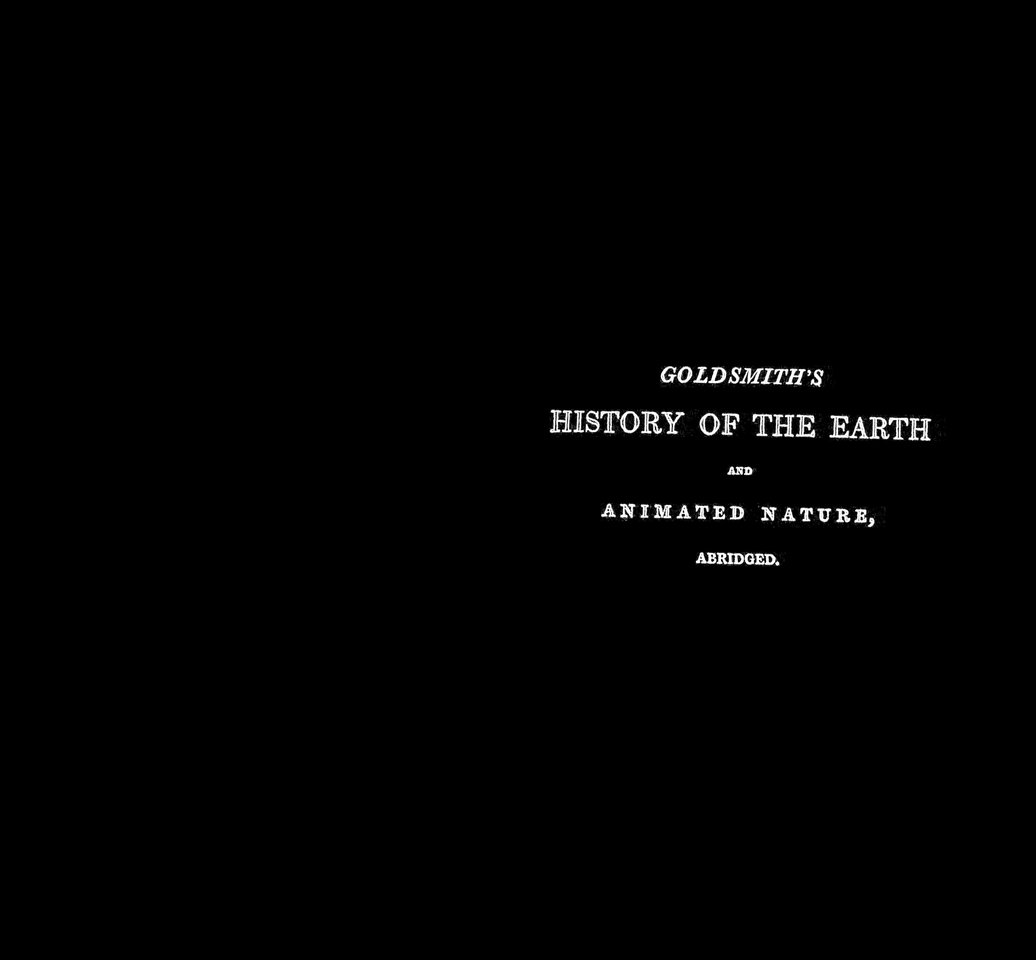 GOLDSMITH'S
HISTORY OF THE EARTH
AND
ANIMATED NATURE,
ABRIDGED.